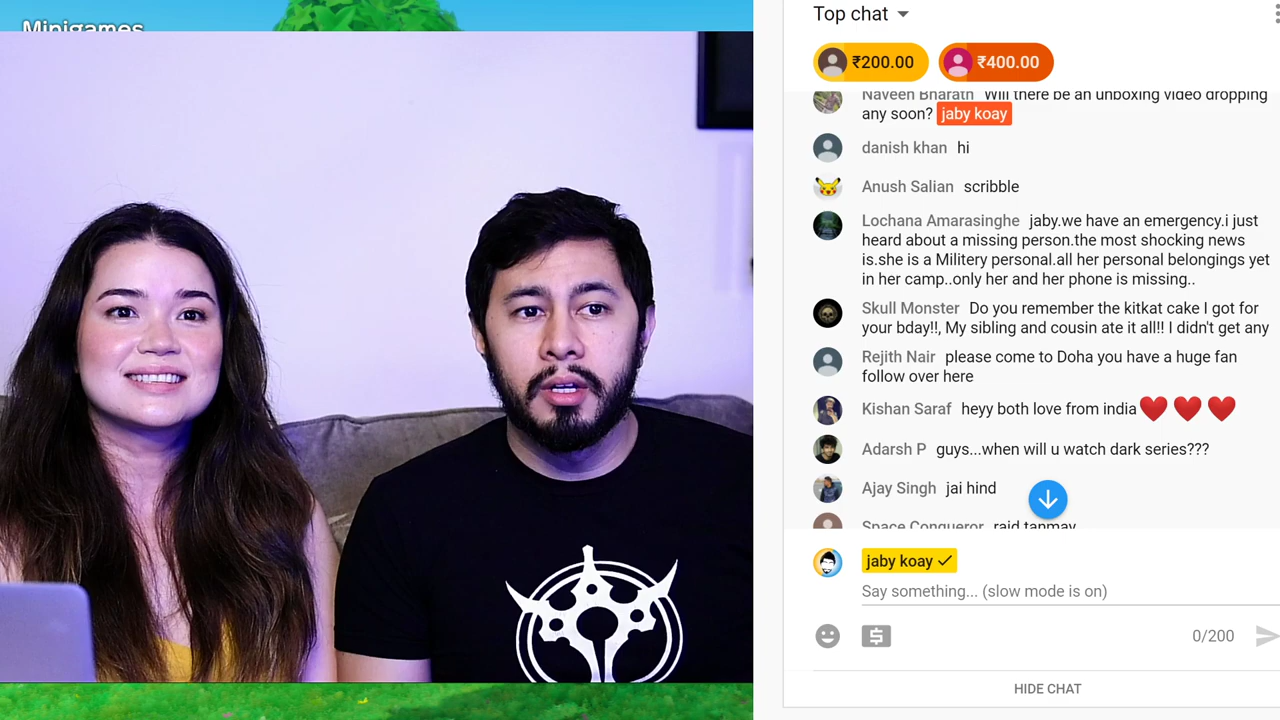 Minigames
Top chat
₹200.00 ₹400.00
Naveen Bharath Will there be an unboxing video dropping
any soon? jaby koay
danish khan hi
Anush Salian scribble
Lochana Amarasinghe jaby.we have an emergency.i just
heard about a missing person.the most shocking news
is.she is a Militery personal.all her personal belongings yet
in her camp..only her and her phone is missing..
Skull Monster Do you remember the kitkat cake I got for
your bday!!, My sibling and cousin ate it all!! I didn't get any
Rejith Nair please come to Doha you have a huge fan
follow over here
Kishan Saraf heyy both love from india
Adarsh P guys...when will u watch dark series???
Ajay Singh jai hind
Space Conqueror raid tanmay
jaby koay
Say something... (slow mode is on)
0/200
HIDE CHAT